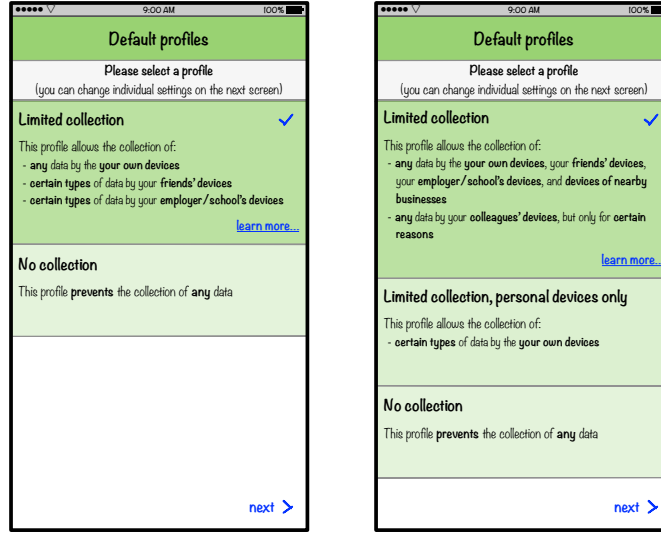 9:00 AM 100%
Default profiles
Please select a profile
(you can change individual settings on the next screen)
Limited collection
This profile allows the collection of:
- any data by the your own devices
- certain types of data by your friends' devices
- certain types of data by your employer/school's devices
learn more...
No collection
This profile prevents the collection of any data
next >
9:00 AM 100%
Default profiles
Please select a profile
(you can change individual settings on the next screen)
Limited collection
This profile allows the collection of:
- any data by the your own devices, your friends' devices,
your employer/school's devices, and devices of nearby
businesses
- any data by your colleagues' devices, but only for certain
reasons
learn more...
Limited collection, personal devices only
This profile allows the collection of:
- certain types of data by the your own devices
No collection
This profile prevents the collection of any data
next >